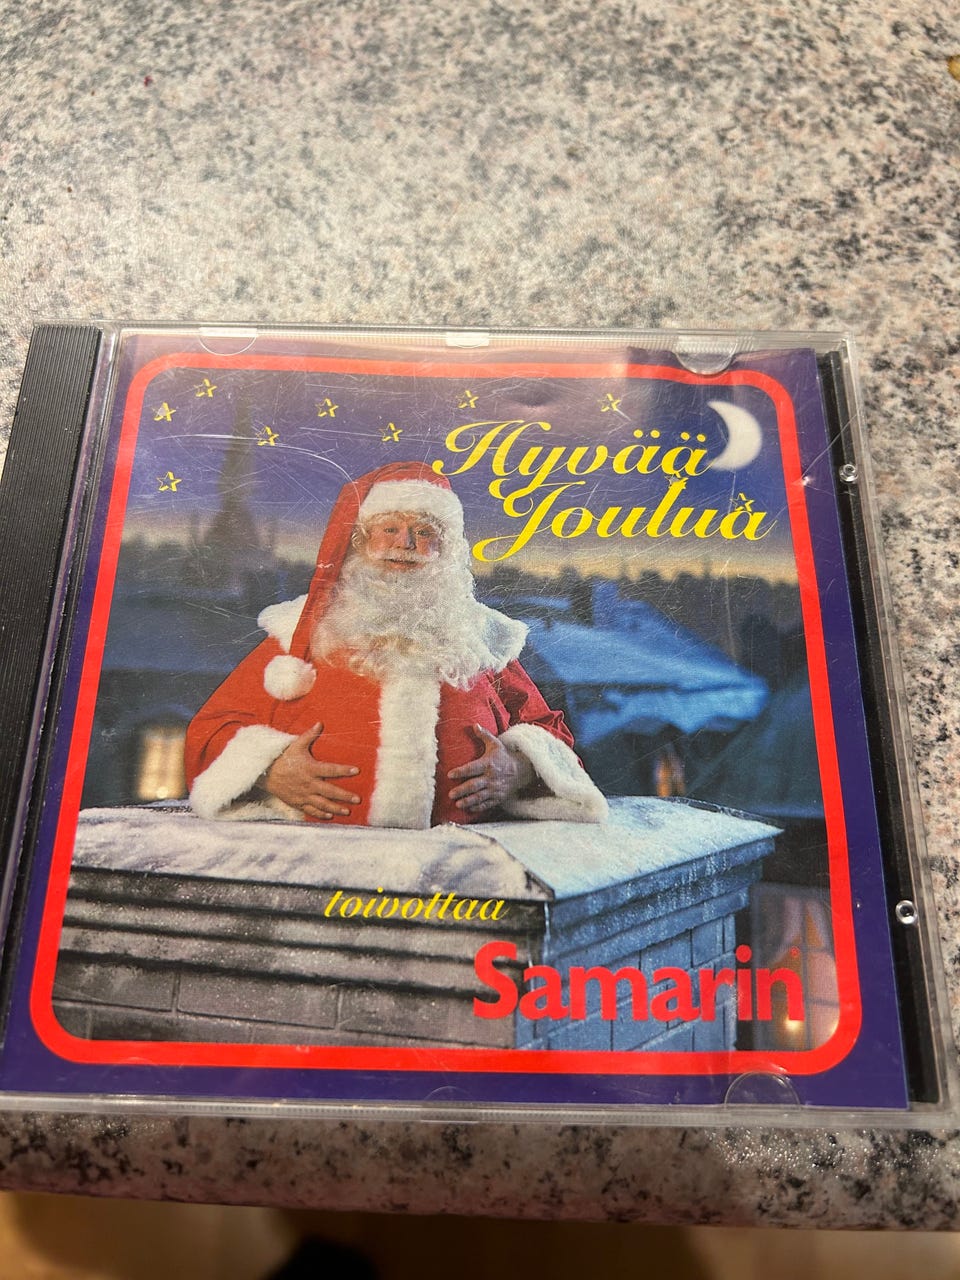 Hyvää
Joulua
toivottaa
Samarin